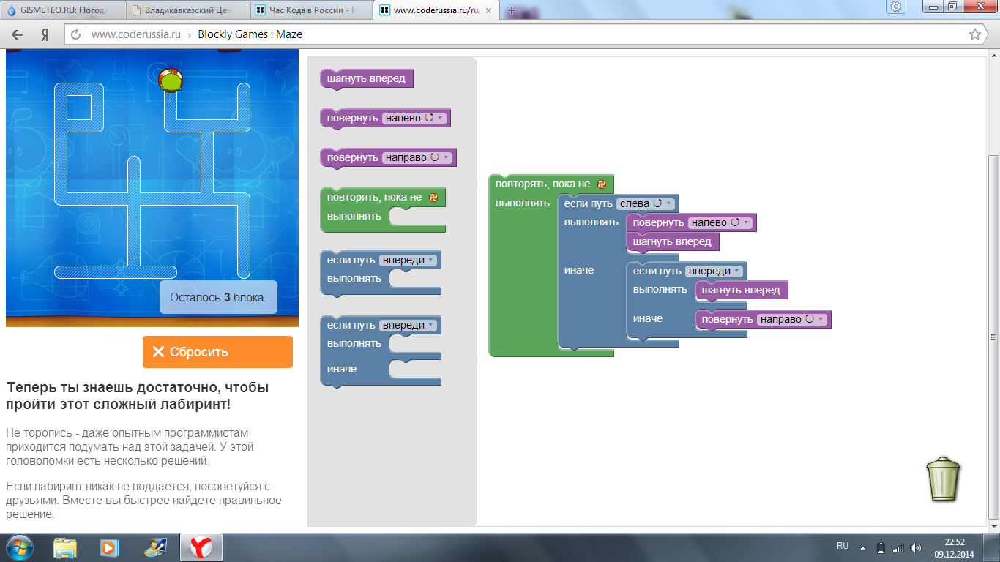 GISMETEO.RU: Погода
Владикавказский Цен
Час Кода в России - И
www.coderussia.ru/ru
www.coderussia.ru › Blockly Games : Maze
Осталось 3 блока.
Сбросить
Теперь ты знаешь достаточно, чтобы
пройти этот сложный лабиринт!
Не торопись - даже опытным программистам
приходится подумать над этой задачей. У этой
головоломки есть несколько решений.
Если лабиринт никак не поддается, посоветуйся с
друзьями. Вместе вы быстрее найдете правильное
решение.
шагнуть вперед
повернуть налево
повернуть направо
повторять, пока не
выполнять
если путь впереди
выполнять
если путь впереди
выполнять
иначе
повторять, пока не
выполнять если путь слева
выполнять повернуть налево
шагнуть вперед
иначе если путь впереди
выполнять шагнуть вперед
иначе повернуть направо
RU
22:52
09.12.2014